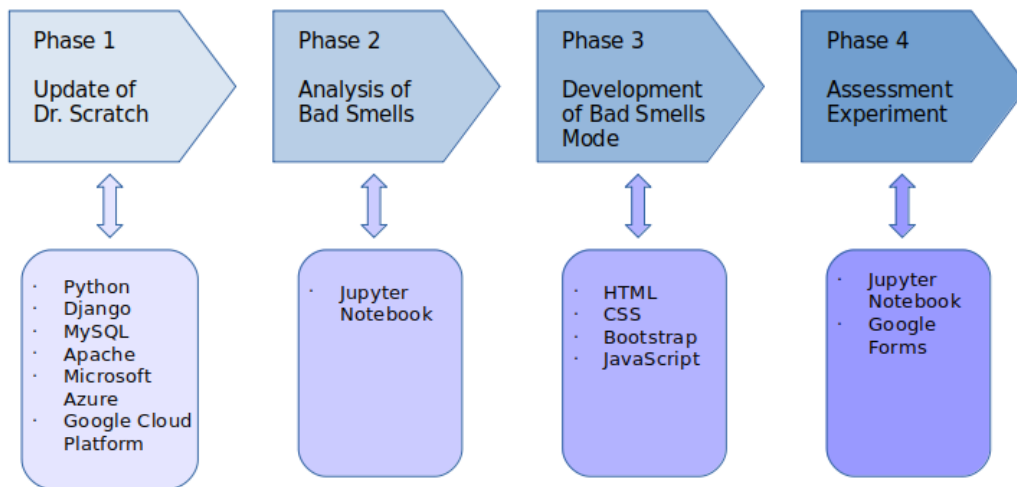 Phase 1
Update of
Dr. Scratch
Phase 2
Analysis of
Bad Smells
Phase 3
Development
of Bad Smells
Mode
Phase 4
Assessment
Experiment
· Python
· Django
· MySQL
· Apache
· Microsoft
Azure
· Google Cloud
Platform
· Jupyter
Notebook
· HTML
· CSS
· Bootstrap
· JavaScript
· Jupyter
Notebook
· Google
Forms